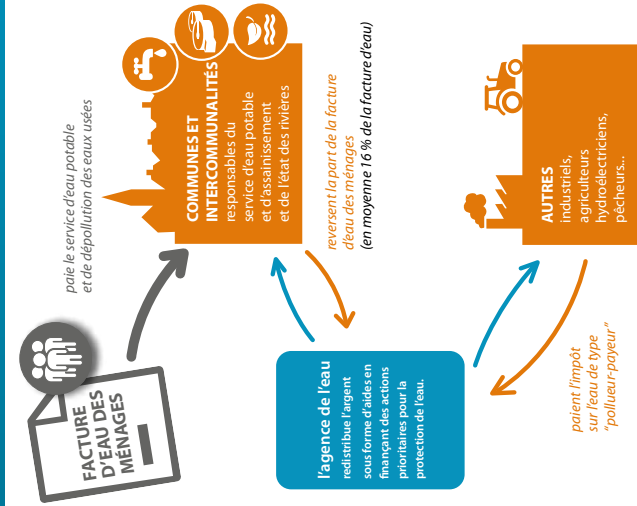 FACTURE
D'EAU DES
MÉNAGES
paie le service d'eau potable
et de dépollution des eaux usées
COMMUNES ET
INTERCOMMUNALITÉS
responsables du
service d'eau potable
et d'assainissement
et de l'état des rivières
reversent la part de la facture
d'eau des ménages
(en moyenne 16 % de la facture d'eau)
l'agence de l'eau
redistribue l'argent
sous forme d'aides en
finançant des actions
prioritaires pour la
protection de l'eau.
paient l'impôt
sur l'eau de type
"pollueur-payeur"
AUTRES
industriels,
agriculteurs
hydroélectriciens,
pêcheurs...